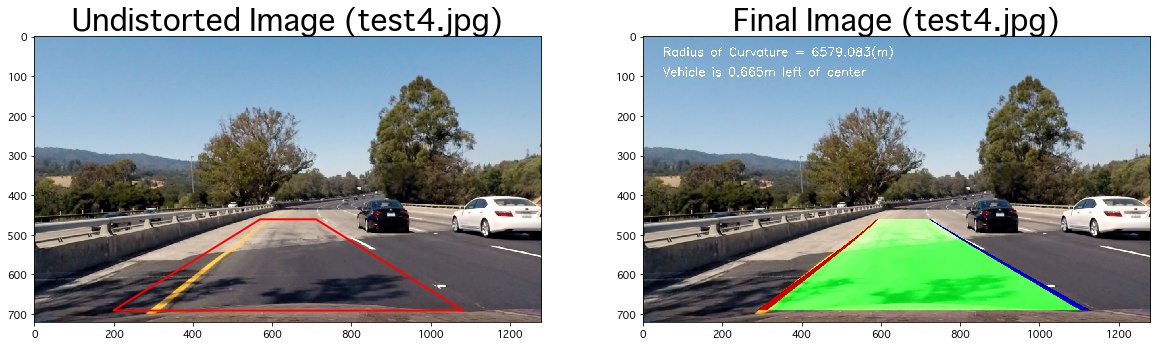 Undistorted Image (test4.jpg)
0
100
200
300
400
500
600
700
0 200 400 600 800 1000 1200
Final Image (test4.jpg)
Radius of Curvature = 6579.083(m)
Vehicle is 0.665m left of center
0
100
200
300
400
500
600
700
0 200 400 600 800 1000 1200